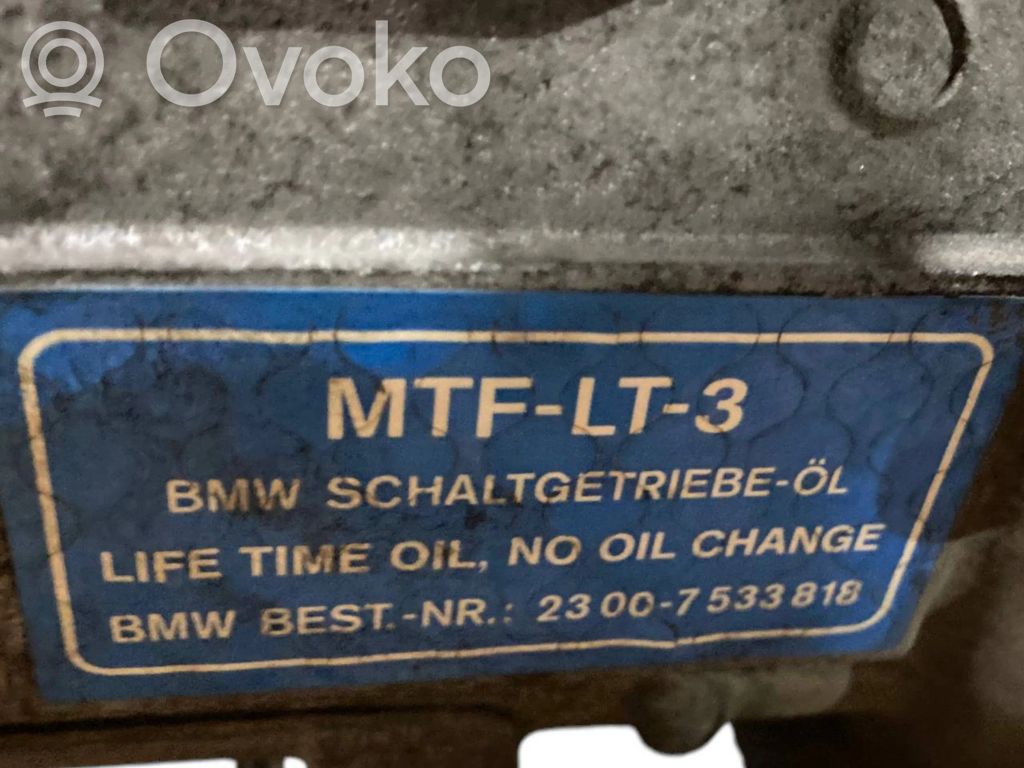 Ovoko
MTF-LT-3
BMW SCHALTGETRIEBE-ÖL
LIFE TIME OIL, NO OIL CHANGE
BMW BEST.-NR.: 23 00-7 533 818